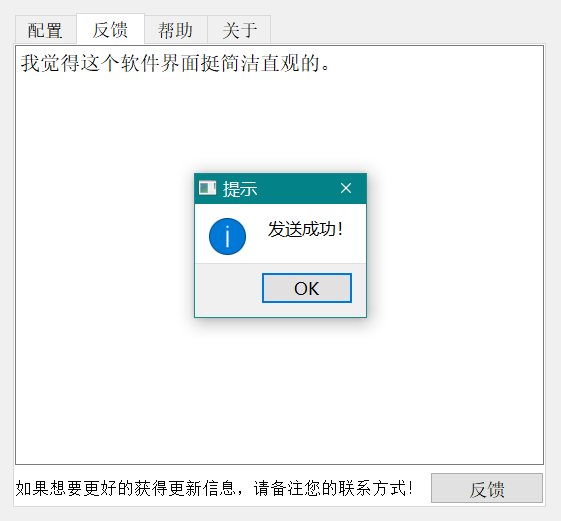 配置 反馈 帮助 关于
我觉得这个软件界面挺简洁直观的。
提示
发送成功!
OK
如果想要更好的获得更新信息，请备注您的联系方式! 反馈